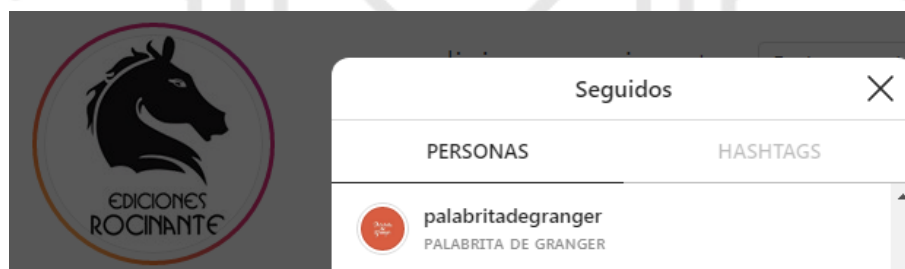 Seguidos
PERSONAS
HASHTAGS
EDICIONES
ROCINANTE
palabritadegranger
PALABRITA DE GRANGER